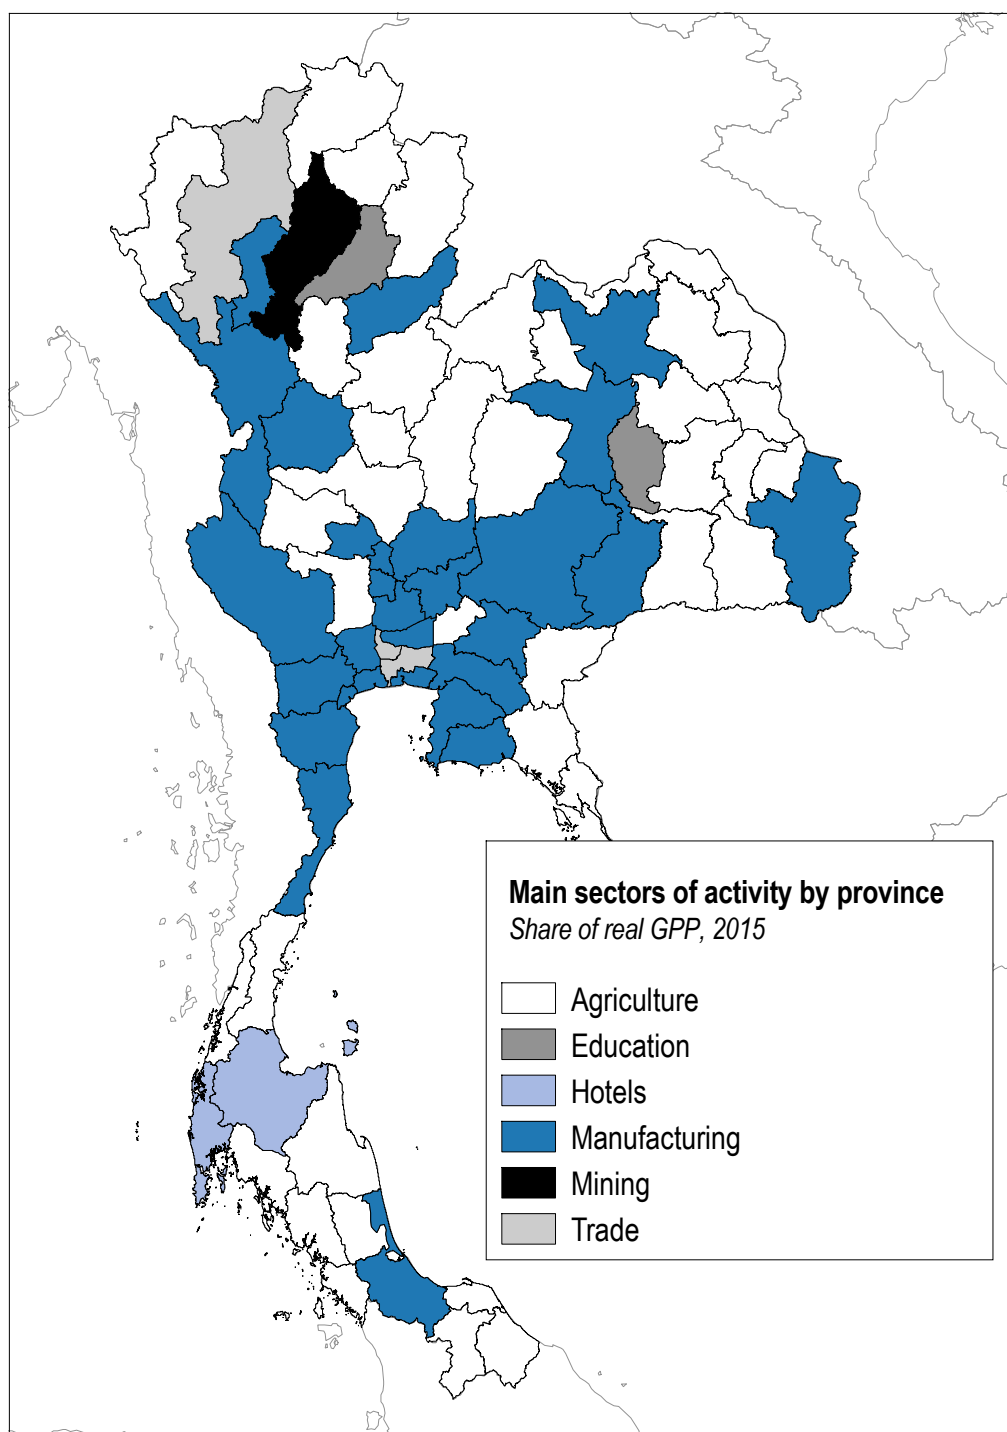 Main sectors of activity by province
Share of real GPP, 2015
Agriculture
Education
Hotels
Manufacturing
Mining
Trade